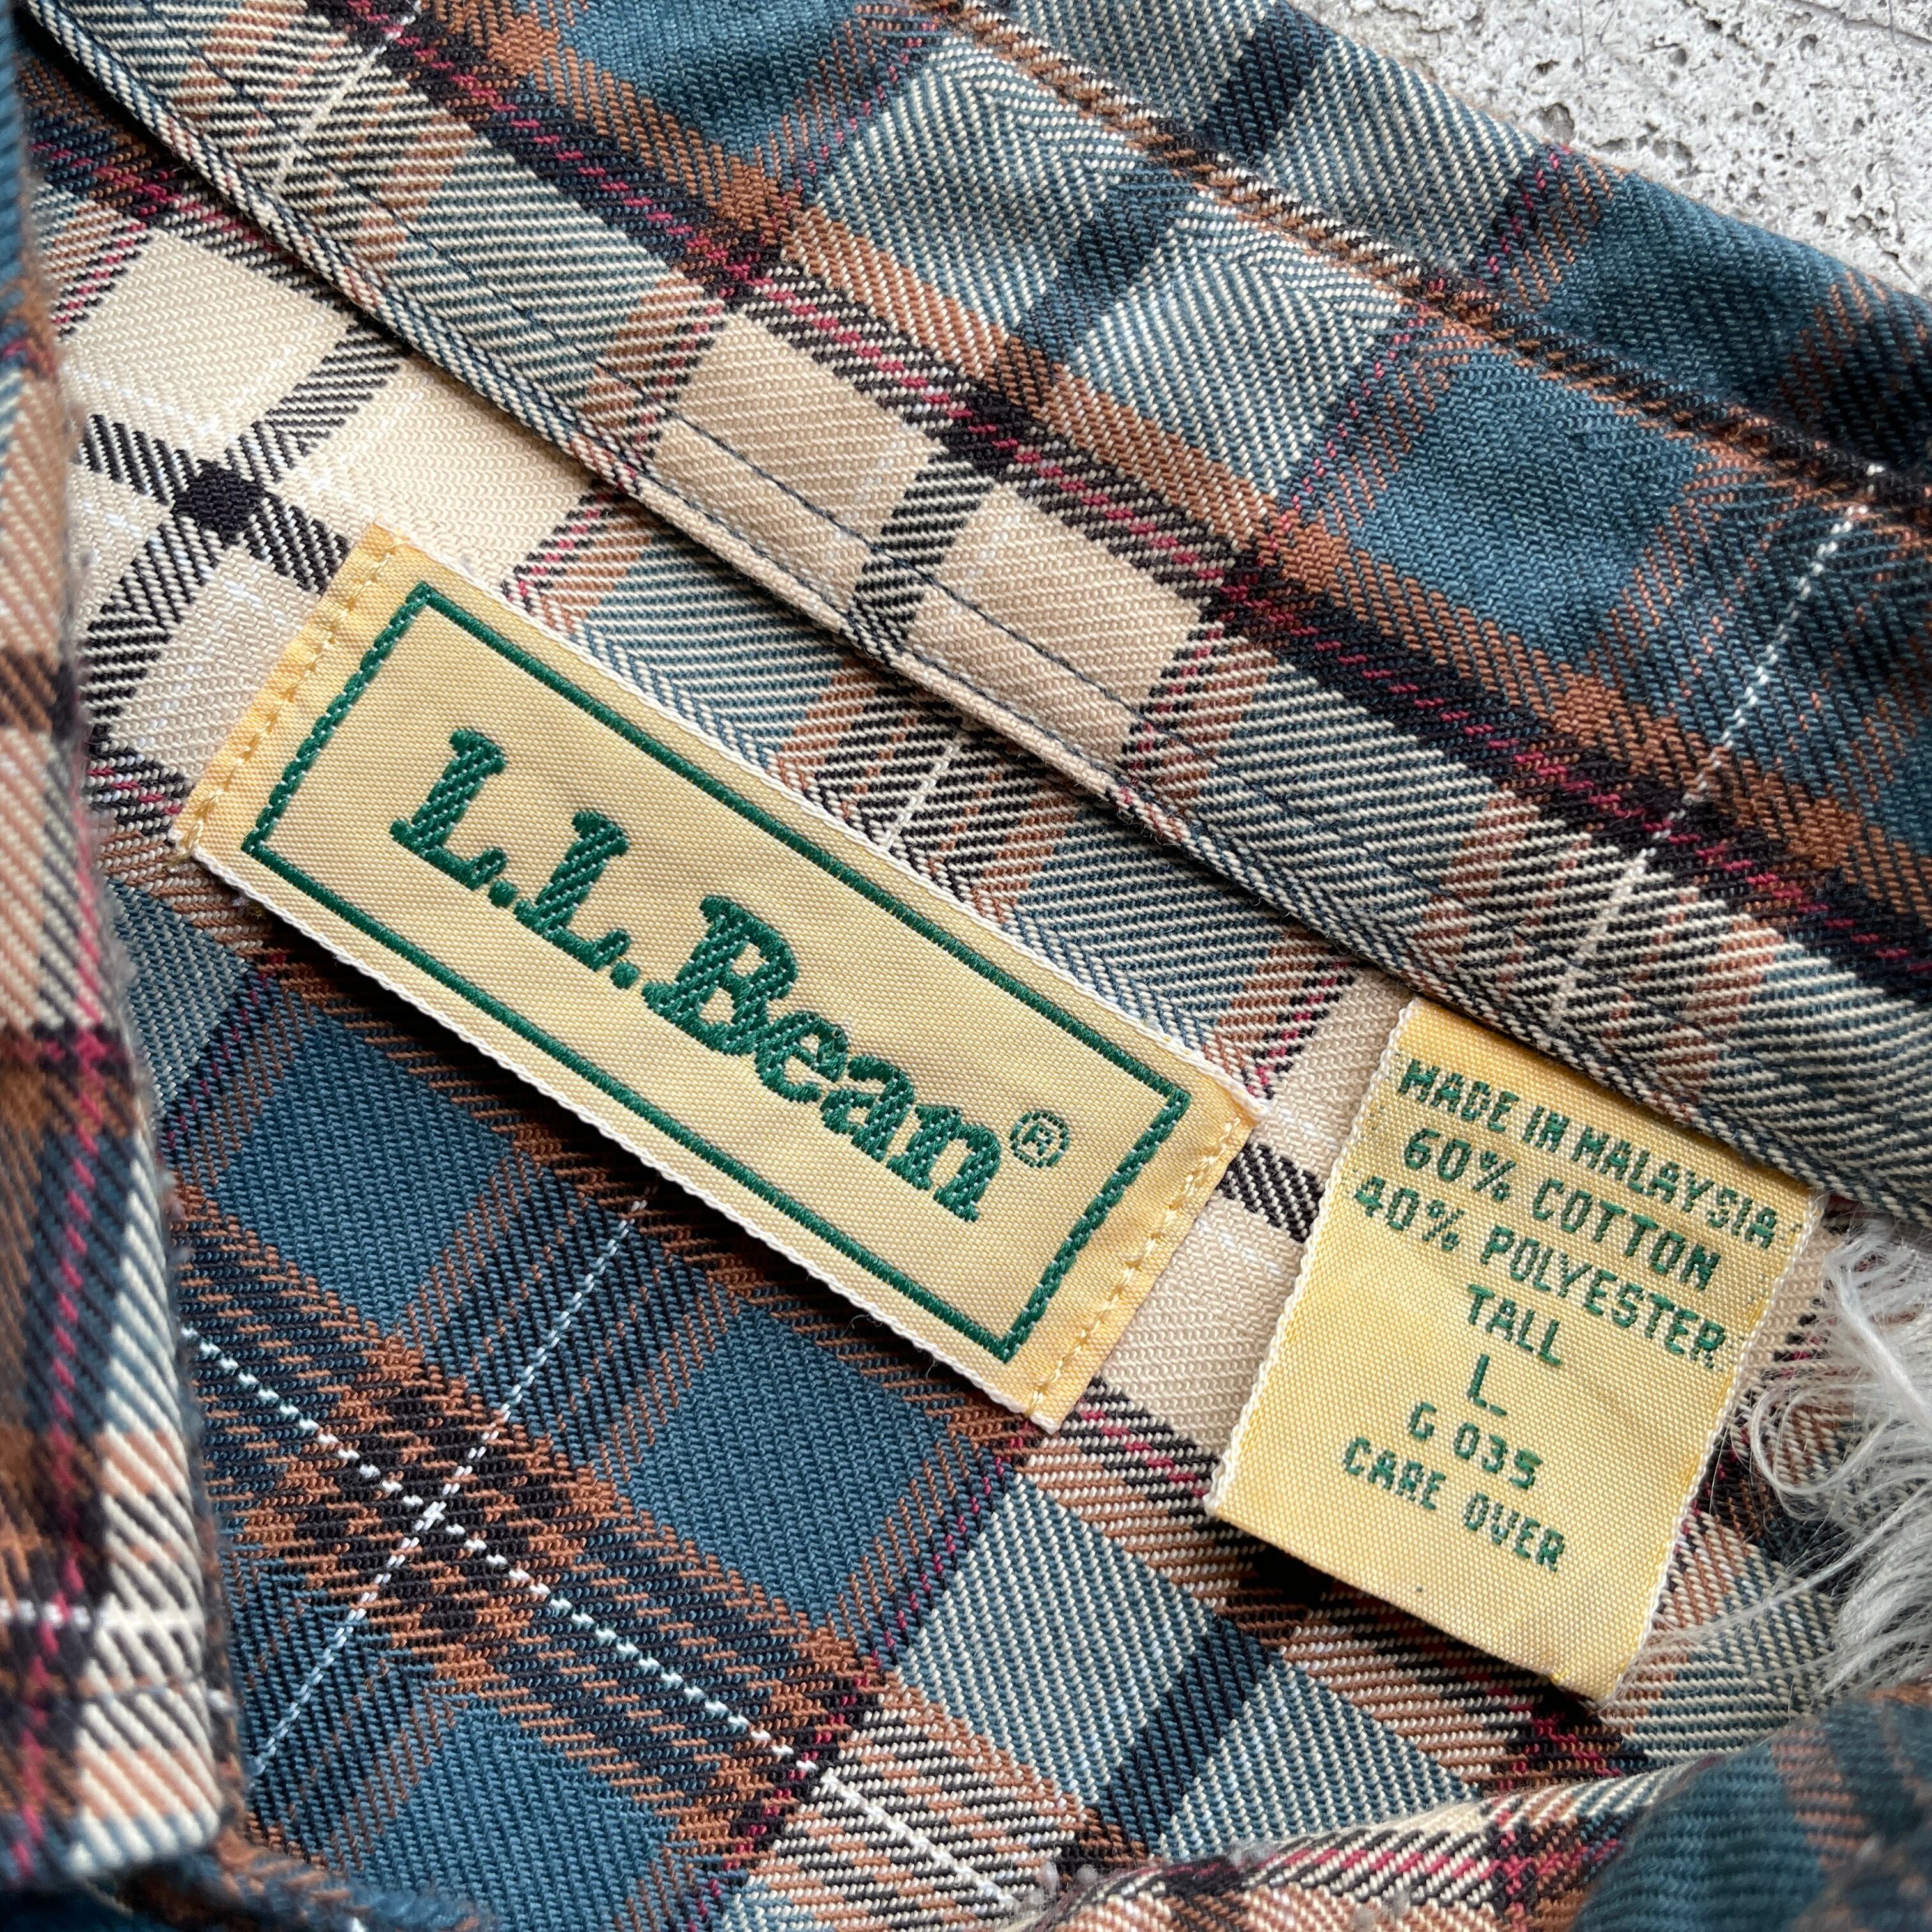 L.L.Bean®
MADE IN MALAYSIA
60% COTTON
40% POLYESTER
TALL
L
G 035
CARE OVER